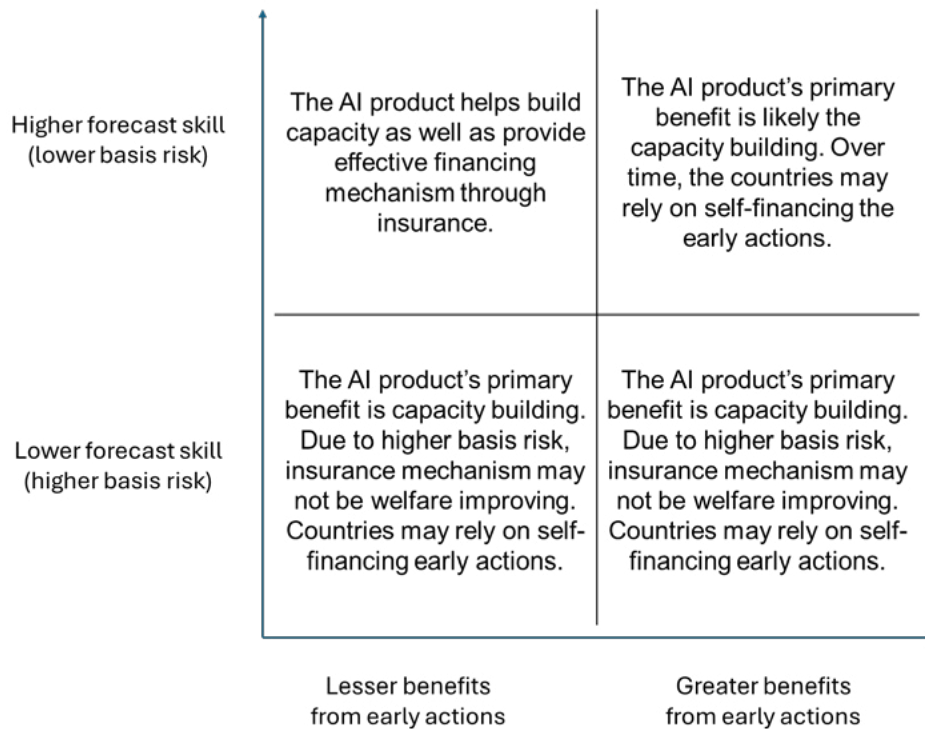 Higher forecast skill
(lower basis risk)
The AI product helps build
capacity as well as provide
effective financing
mechanism through
insurance.
The AI product’s primary
benefit is likely the
capacity building. Over
time, the countries may
rely on self-financing the
early actions.
Lower forecast skill
(higher basis risk)
The AI product’s primary
benefit is capacity building.
Due to higher basis risk,
insurance mechanism may
not be welfare improving.
Countries may rely on self-
financing early actions.
The AI product’s primary
benefit is capacity building.
Due to higher basis risk,
insurance mechanism may
not be welfare improving.
Countries may rely on self-
financing early actions.
Lesser benefits
from early actions
Greater benefits
from early actions